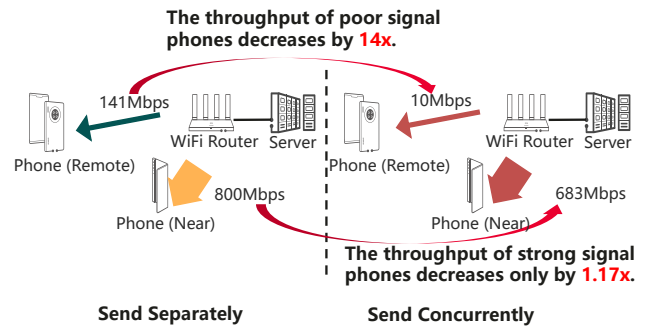 The throughput of poor signal
phones decreases by 14x.
141Mbps
WiFi Router
Server
Phone (Remote)
800Mbps
Phone (Near)
10Mbps
WiFi Router
Server
Phone (Remote)
683Mbps
Phone (Near)
The throughput of strong signal
phones decreases only by 1.17x.
Send Separately
Send Concurrently